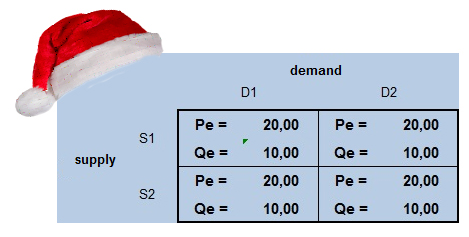 demand
D1 D2
S1 Pe = 20,00 Pe = 20,00
Qe = 10,00 Qe = 10,00
supply
S2 Pe = 20,00 Pe = 20,00
Qe = 10,00 Qe = 10,00